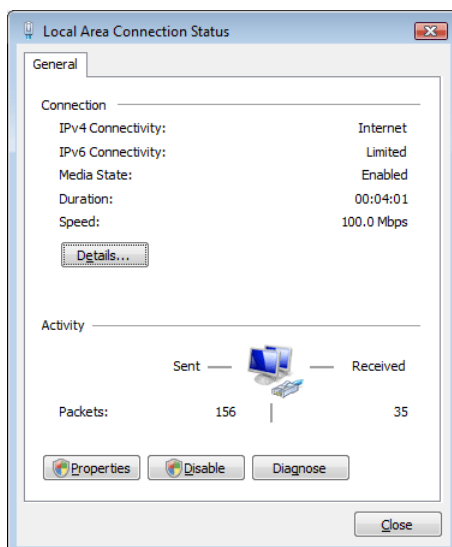 Local Area Connection Status
General
Connection
IPv4 Connectivity: Internet
IPv6 Connectivity: Limited
Media State: Enabled
Duration: 00:04:01
Speed: 100.0 Mbps
Details...
Activity
Sent Received
Packets: 156 35
Properties Disable Diagnose
Close